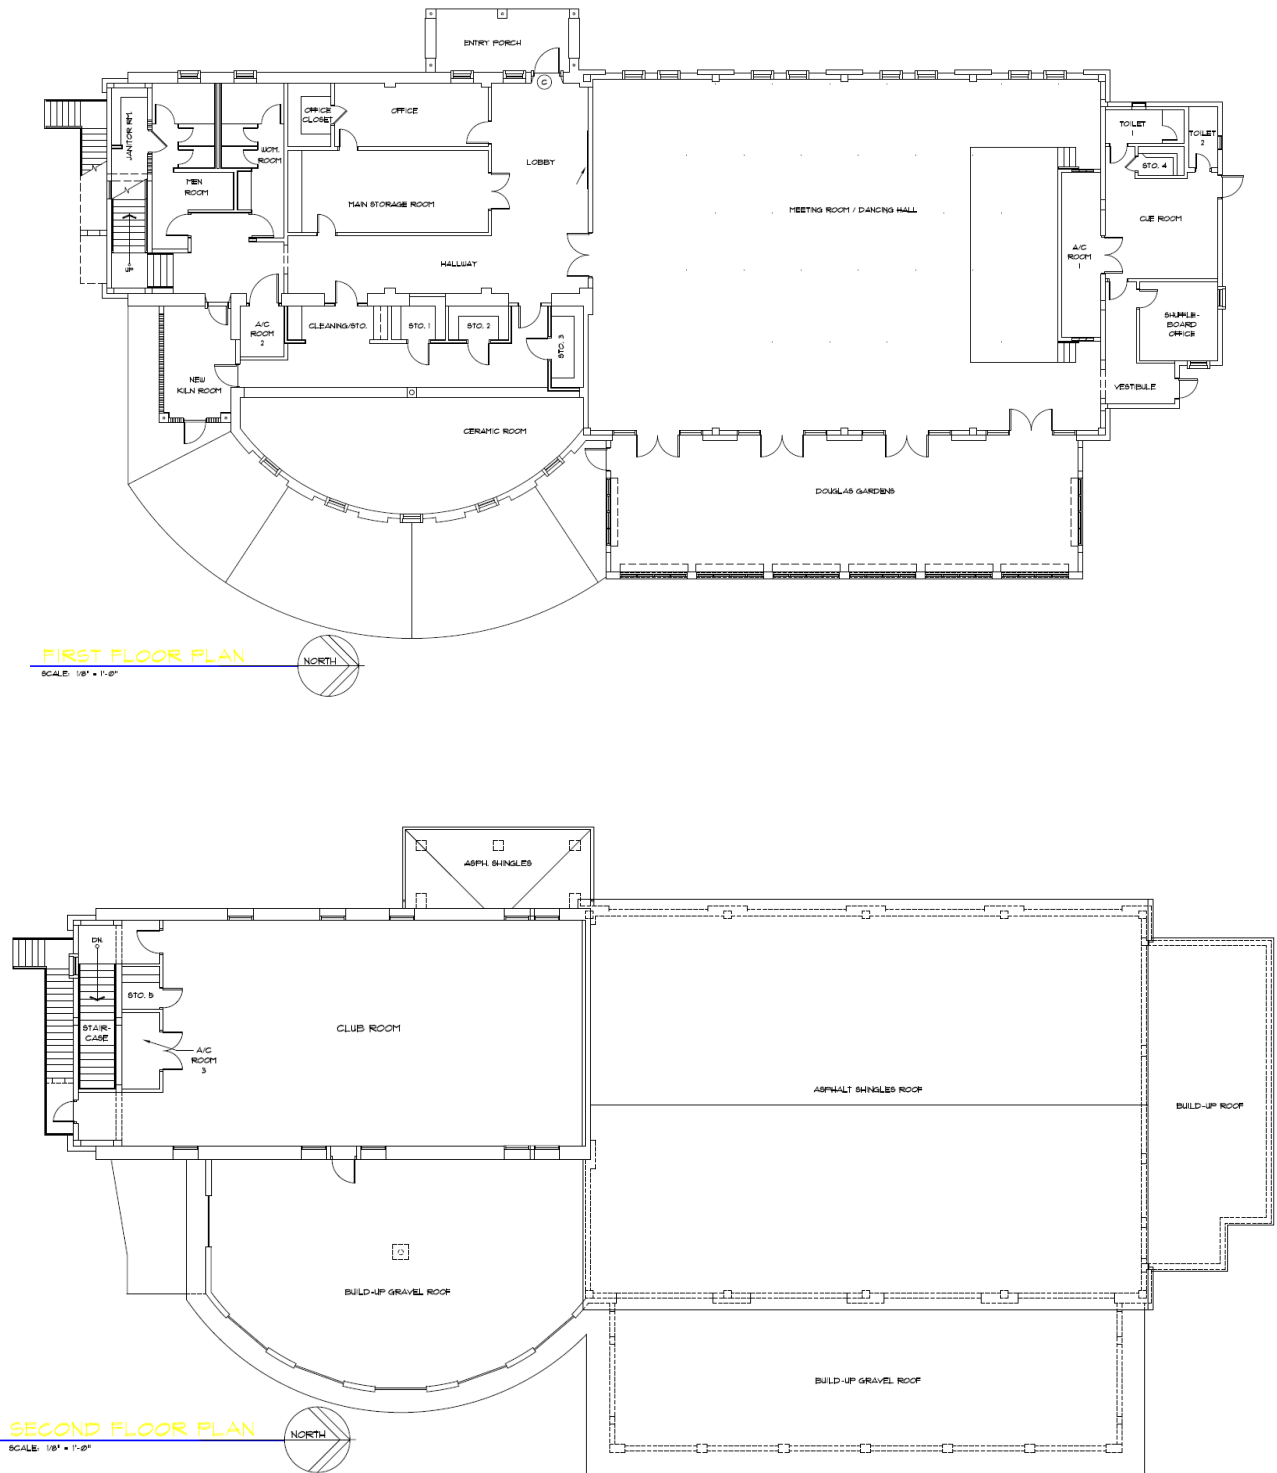 ENTRY PORCH
C
OFFICE
CLOSET
OFFICE
JANITOR RM.
WOM.
ROOM
MEN
ROOM
LOBBY
MAIN STORAGE ROOM
UP
HALLWAY
MEETING ROOM / DANCING HALL
TOILET
1
TOILET
2
STO. 4
CUE ROOM
A/C
ROOM
1
SHUFFLE-
BOARD
OFFICE
VESTIBULE
A/C
ROOM
2
CLEANING/STO.
STO. 1
STO. 2
STO. 3
NEW
KILN ROOM
CERAMIC ROOM
DOUGLAS GARDENS
FIRST FLOOR PLAN
SCALE: 1/8" = 1'-0"
NORTH
ASPH. SHINGLES
DN.
STO. 5
STAIR-
CASE
A/C
ROOM
3
CLUB ROOM
ASPHALT SHINGLES ROOF
BUILD-UP ROOF
BUILD-UP GRAVEL ROOF
BUILD-UP GRAVEL ROOF
SECOND FLOOR PLAN
SCALE: 1/8" = 1'-0"
NORTH